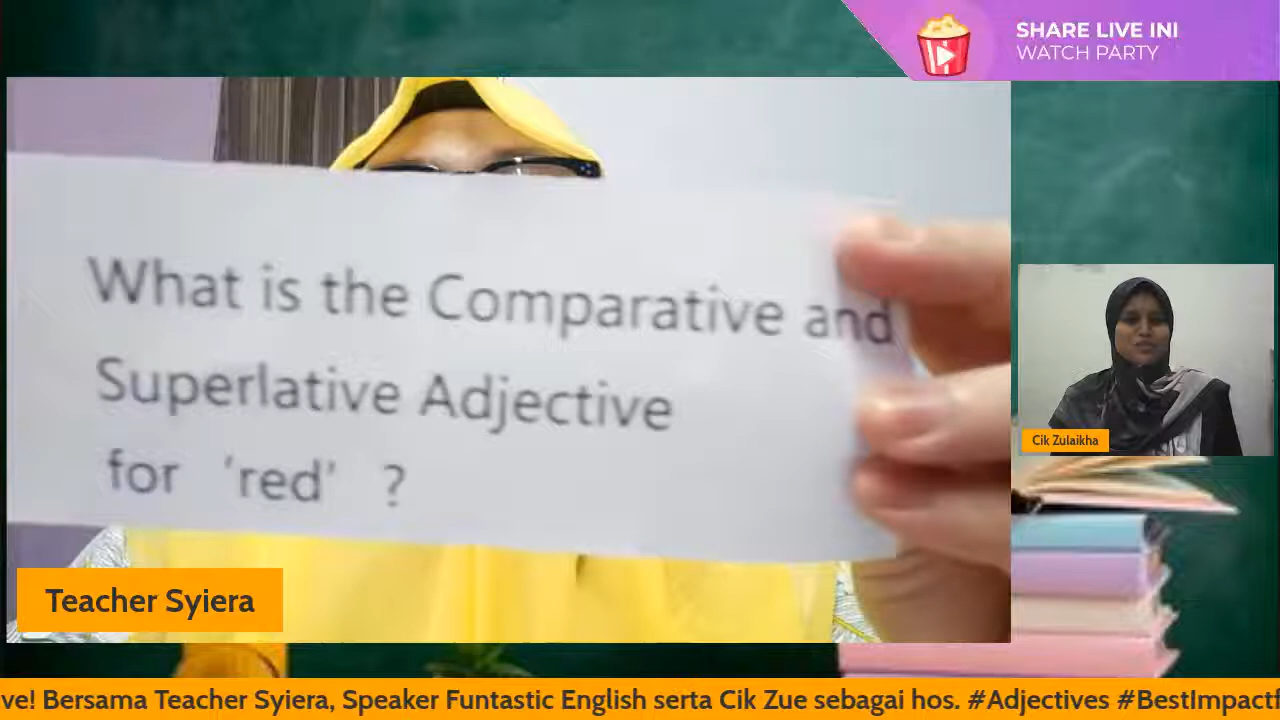 SHARE LIVE INI
WATCH PARTY
What is the Comparative and
Superlative Adjective
for 'red' ?
Cik Zulaikha
Teacher Syiera
ve! Bersama Teacher Syiera, Speaker Funtastic English serta Cik Zue sebagai hos. #Adjectives #BestImpact